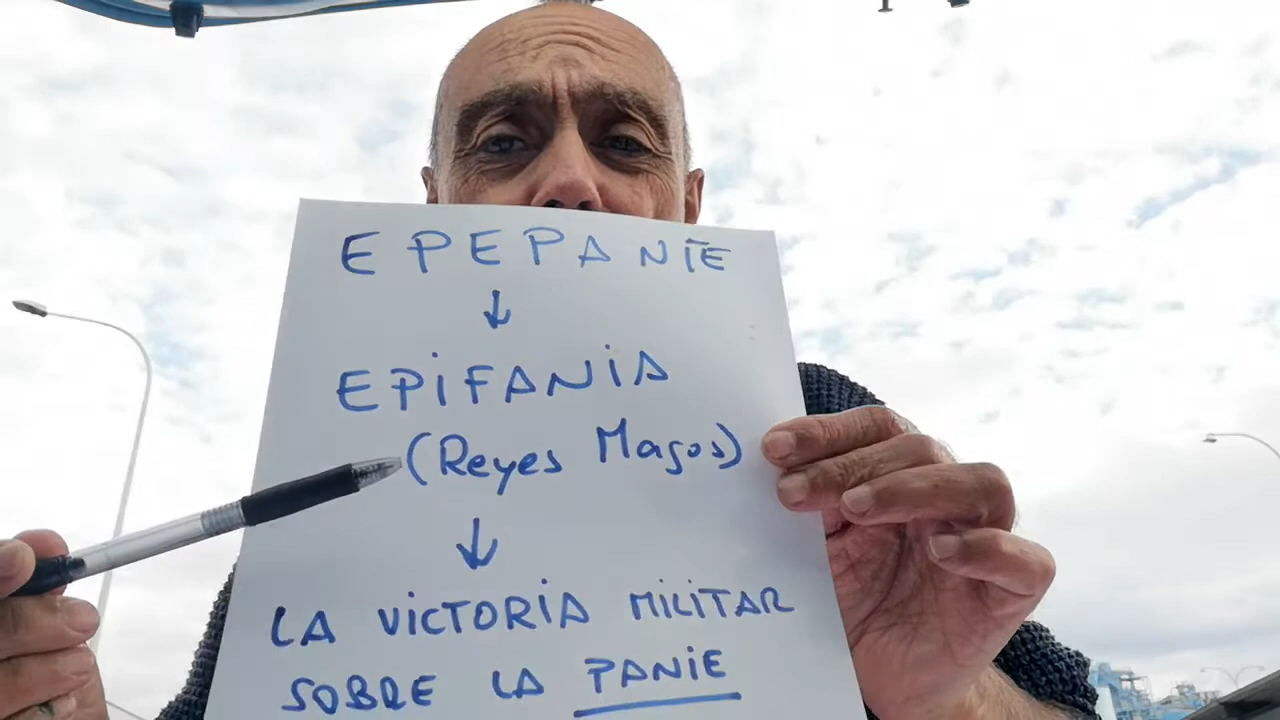 EPEPANIE
↓
EPiFANiA
(Reyes Magos)
↓
LA VICTORiA MiLiTAR
SOBRE LA PANiE